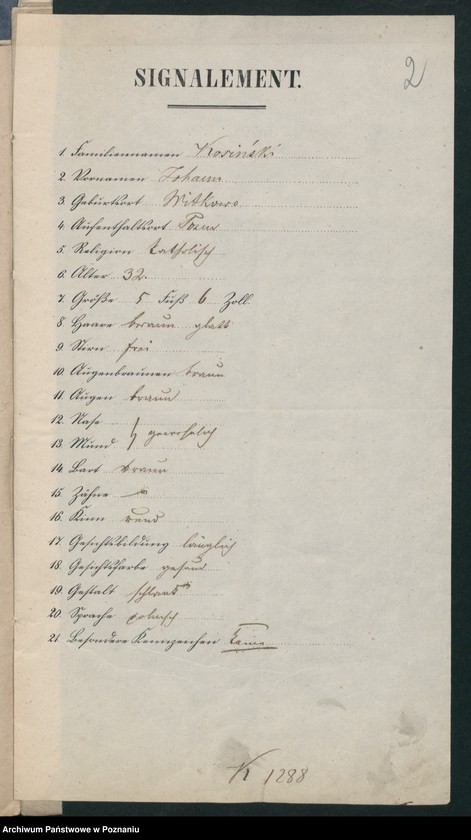 2
SIGNALEMENT.
1. Familiennamen Kosiński
2. Vornamen Johann
3. Geburtsort Witkowo
4. Aufenthaltsort
5. Religion katholisch
6. Alter 32.
7. Größe 5 Fuß 6 Zoll.
8. Haare braun glatt
9. Stirn frei
10. Augenbraunen braun
11. Augen braun
12. Nase
13. Mund } gewöhnlich
14. Bart braun
15. Zähne
16. Kinn rund
17. Gesichtsbildung länglich
18. Gesichtsfarbe gesund
19. Gestalt schlank
20. Sprache polnisch
21. Besondere Kennzeichen keine
K 1288
Archiwum Państwowe w Poznaniu